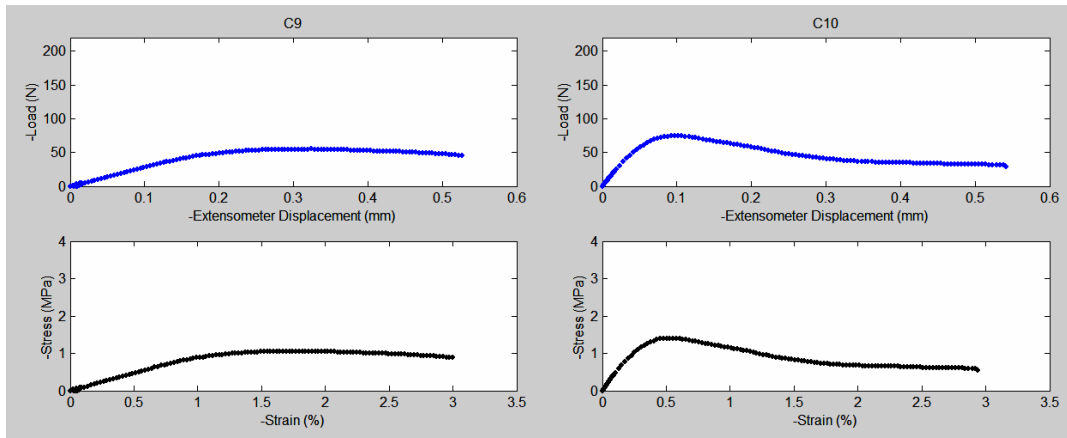 C9
200
150
100
50
0
-Load (N)
0 0.1 0.2 0.3 0.4 0.5 0.6
-Extensometer Displacement (mm)
C10
200
150
100
50
0
-Load (N)
0 0.1 0.2 0.3 0.4 0.5 0.6
-Extensometer Displacement (mm)
4
3
2
1
0
-Stress (MPa)
0 0.5 1 1.5 2 2.5 3 3.5
-Strain (%)
4
3
2
1
0
-Stress (MPa)
0 0.5 1 1.5 2 2.5 3 3.5
-Strain (%)